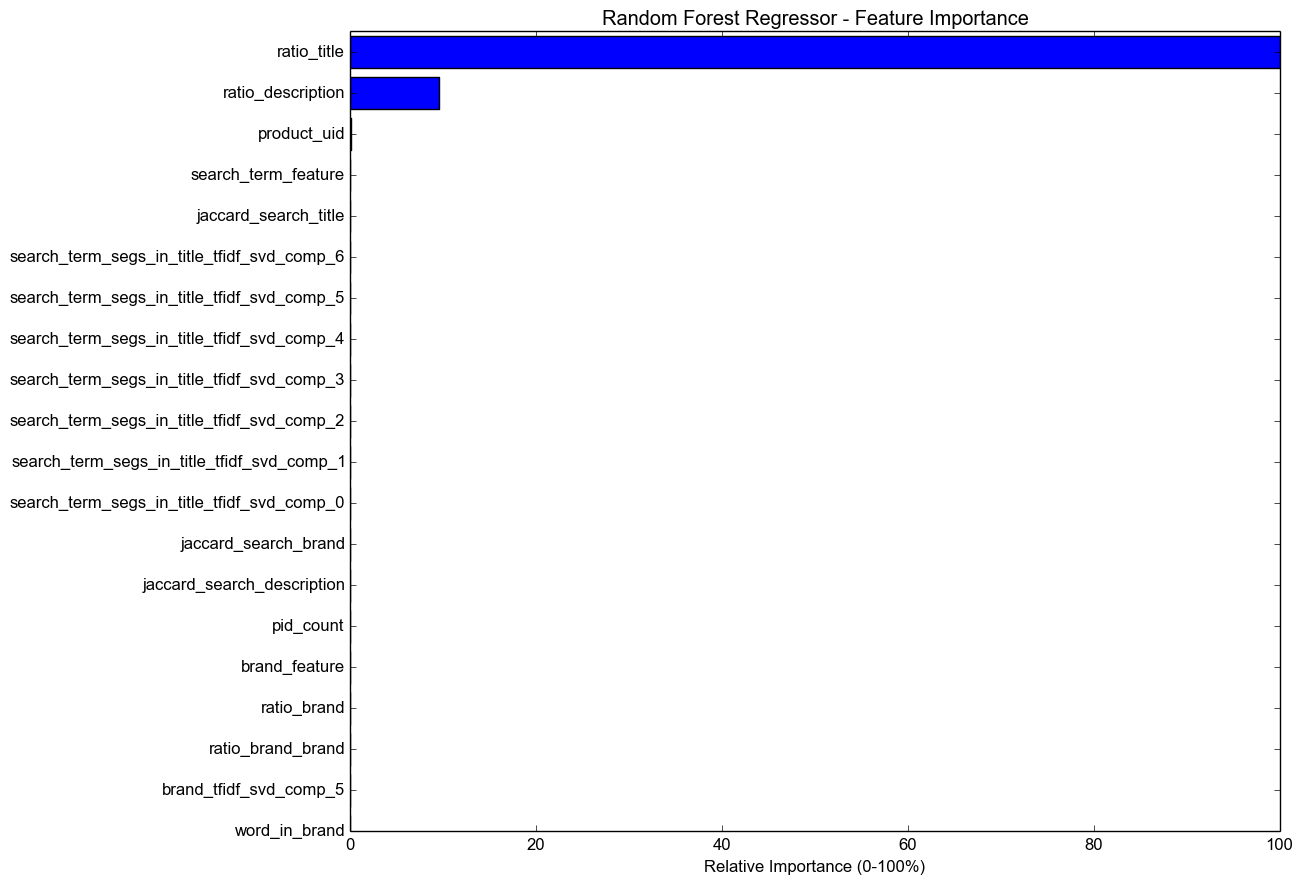 Random Forest Regressor - Feature Importance
ratio_title
ratio_description
product_uid
search_term_feature
jaccard_search_title
search_term_segs_in_title_tfidf_svd_comp_6
search_term_segs_in_title_tfidf_svd_comp_5
search_term_segs_in_title_tfidf_svd_comp_4
search_term_segs_in_title_tfidf_svd_comp_3
search_term_segs_in_title_tfidf_svd_comp_2
search_term_segs_in_title_tfidf_svd_comp_1
search_term_segs_in_title_tfidf_svd_comp_0
jaccard_search_brand
jaccard_search_description
pid_count
brand_feature
ratio_brand
ratio_brand_brand
brand_tfidf_svd_comp_5
word_in_brand
0 20 40 60 80 100
Relative Importance (0-100%)